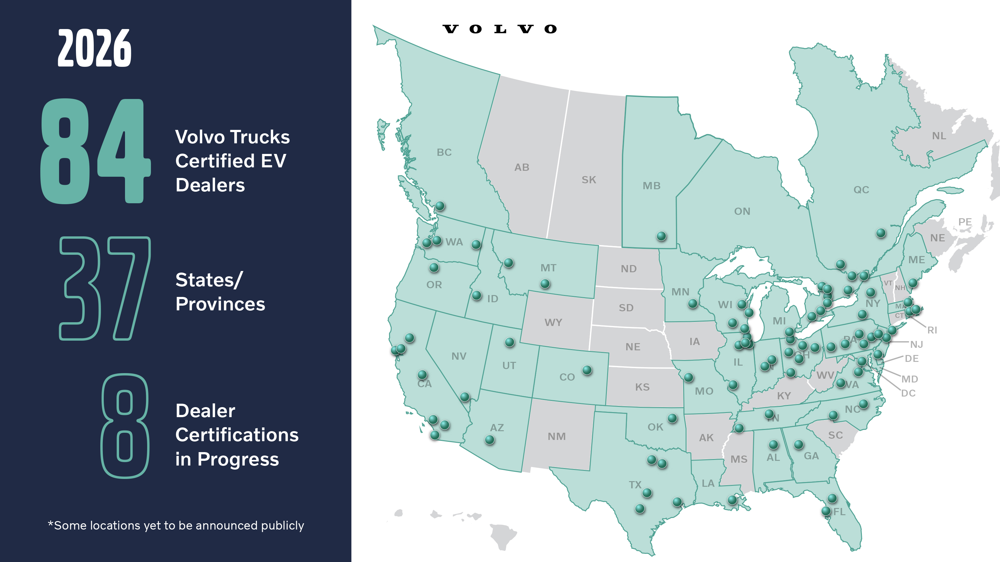 2026
84
Volvo Trucks
Certified EV
Dealers
37
States/
Provinces
8
Dealer
Certifications
in Progress
*Some locations yet to be announced publicly
VOLVO
BC
AB
SK
MB
ON
QC
NL
PE
NE
ME
WA
OR
ID
MT
ND
SD
MN
WI
MI
NY
VT
NH
MA
CT
RI
NJ
DE
MD
DC
WY
NE
IA
IL
OH
PA
CA
NV
UT
CO
KS
MO
KY
WV
VA
AZ
NM
OK
AK
TN
NC
SC
TX
LA
MS
AL
GA
FL